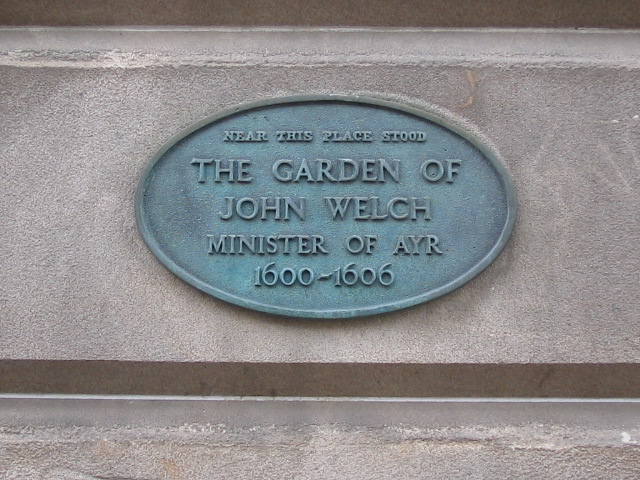 NEAR THIS PLACE STOOD
THE GARDEN OF
JOHN WELCH
MINISTER OF AYR
1600-1606